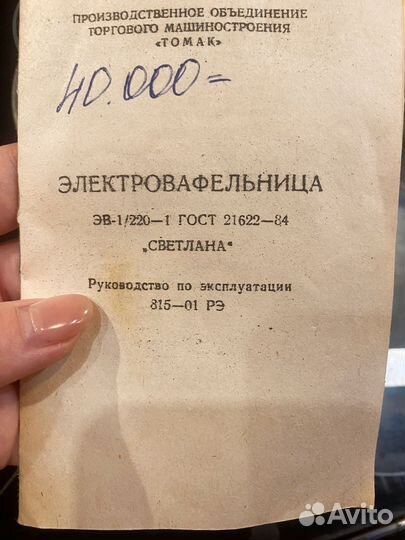 ПРОИЗВОДСТВЕННОЕ ОБЪЕДИНЕНИЕ
ТОРГОВОГО МАШИНОСТРОЕНИЯ
«ТОМАК»
40.000=
ЭЛЕКТРОВАФЕЛЬНИЦА
ЭВ-1/220—1 ГОСТ 21622—84
„СВЕТЛАНА“
Руководство по эксплуатации
815—01 РЭ
Avito